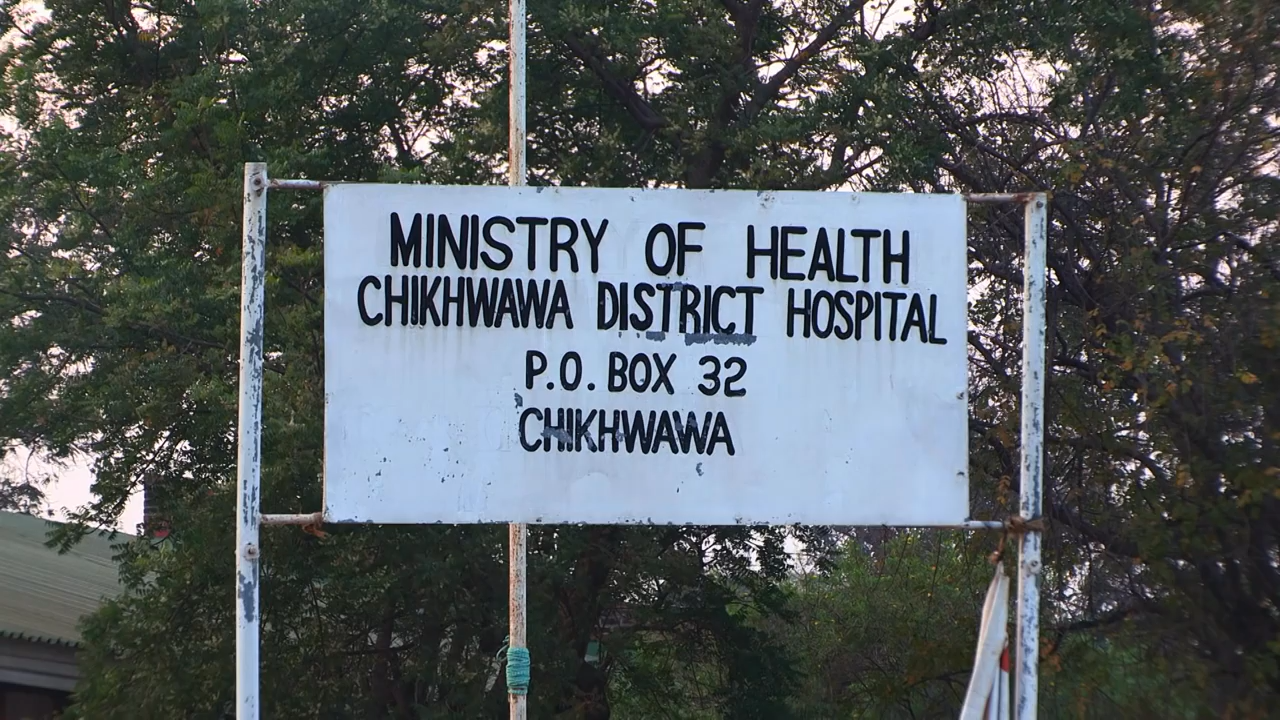 MINISTRY OF HEALTH
CHIKHWAWA DISTRICT HOSPITAL
P.O. BOX 32
CHIKHWAWA